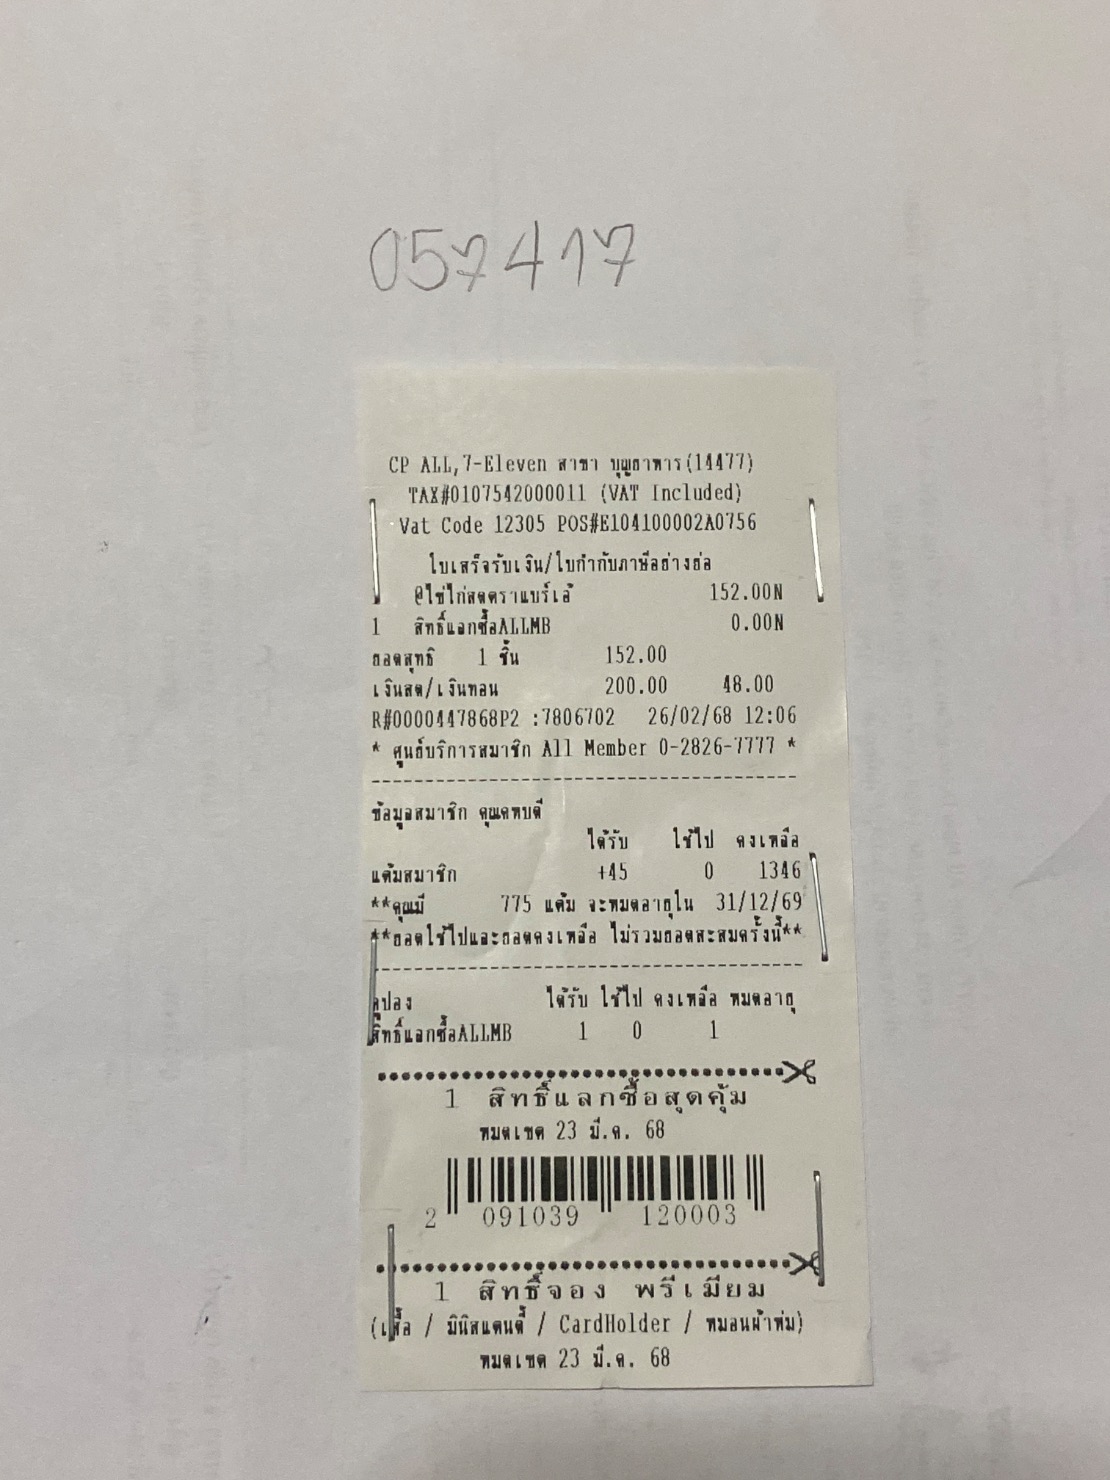 057417
CP ALL,7-Eleven สาขา บุญธาหาร(14477)
TAX#0107542000011 (VAT Included)
Vat Code 12305 POS#E104100002A0756
ใบเสร็จรับเงิน/ใบกำกับภาษีอย่างย่อ
@ไข่ไก่สดตราแบร์เอ้ 152.00N
1 สิทธิ์แลกซื้อALLMB 0.00N
ยอดสุทธิ 1 ชิ้น 152.00
เงินสด/เงินทอน 200.00 48.00
R#0000447868P2 :7806702 26/02/68 12:06
* ศูนย์บริการสมาชิก All Member 0-2826-7777 *
ข้อมูลสมาชิก คุณคหบดี
ได้รับ ใช้ไป คงเหลือ
แต้มสมาชิก +45 0 1346
**คุณมี 775 แต้ม จะหมดอายุใน 31/12/69
**ยอดใช้ไปและยอดคงเหลือ ไม่รวมยอดสะสมครั้งนี้**
คูปอง ได้รับ ใช้ไป คงเหลือ หมดอายุ
สิทธิ์แลกซื้อALLMB 1 0 1
1 สิทธิ์แลกซื้อสุดคุ้ม
หมดเขต 23 มี.ค. 68
2 091039 120003
1 สิทธิ์จอง พรีเมียม
(เสื้อ / มินิสแตนดี้ / CardHolder / หมอนผ้าห่ม)
หมดเขต 23 มี.ค. 68